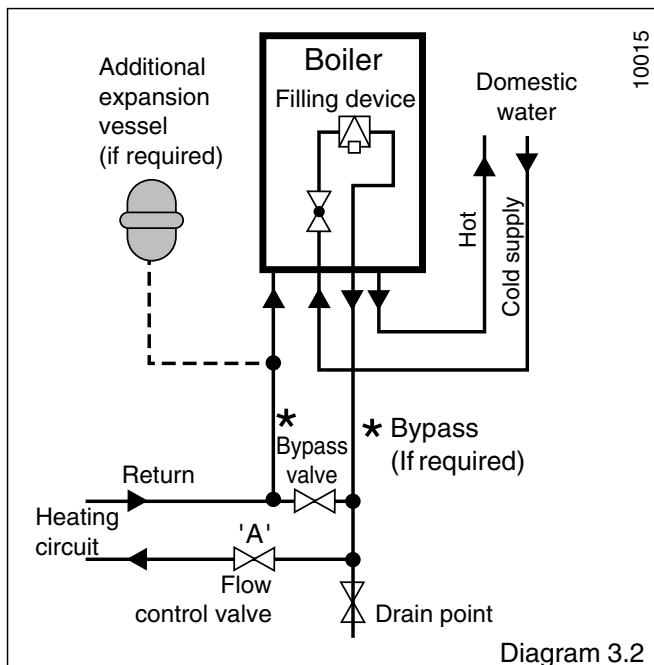 10015
Additional
expansion
vessel
(if required)
Boiler
Filling device
Domestic
water
Hot
Cold supply
* Bypass
(If required)
*
Bypass
valve
Return
Heating
circuit
'A'
Flow
control valve
Drain point
Diagram 3.2